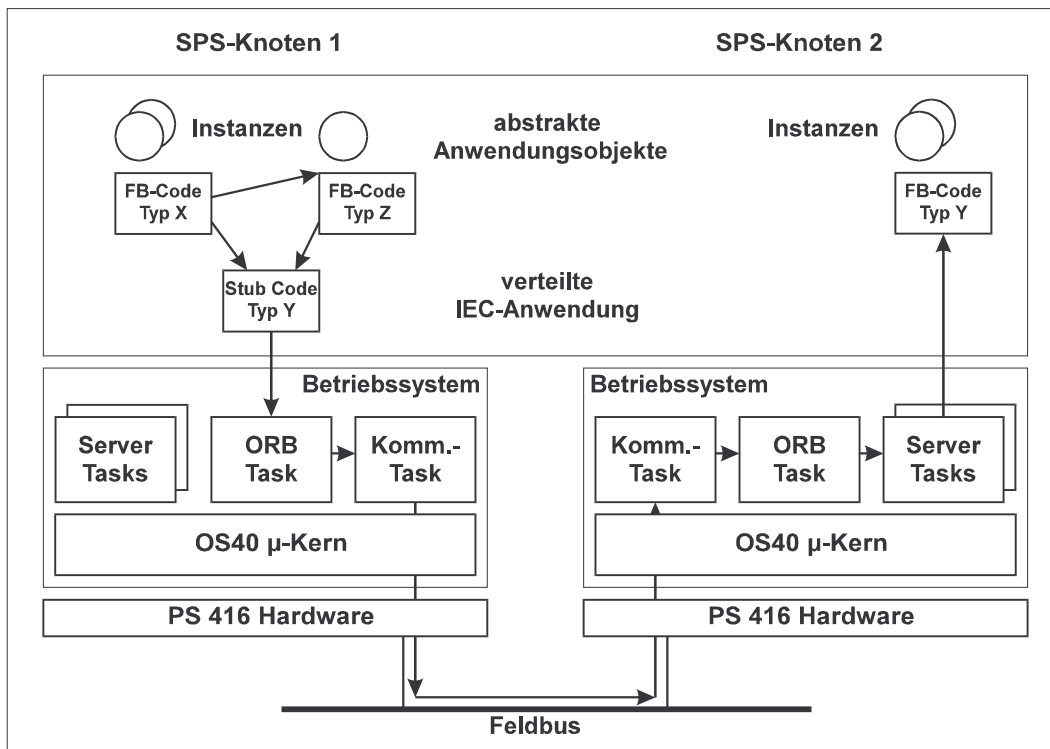 SPS-Knoten 1
SPS-Knoten 2
Instanzen
abstrakte
Anwendungsobjekte
Instanzen
FB-Code
Typ X
FB-Code
Typ Z
FB-Code
Typ Y
Stub Code
Typ Y
verteilte
IEC-Anwendung
Betriebssystem
Server
Tasks
ORB
Task
Komm.-
Task
OS40 µ-Kern
PS 416 Hardware
Betriebssystem
Komm.-
Task
ORB
Task
Server
Tasks
OS40 µ-Kern
PS 416 Hardware
Feldbus